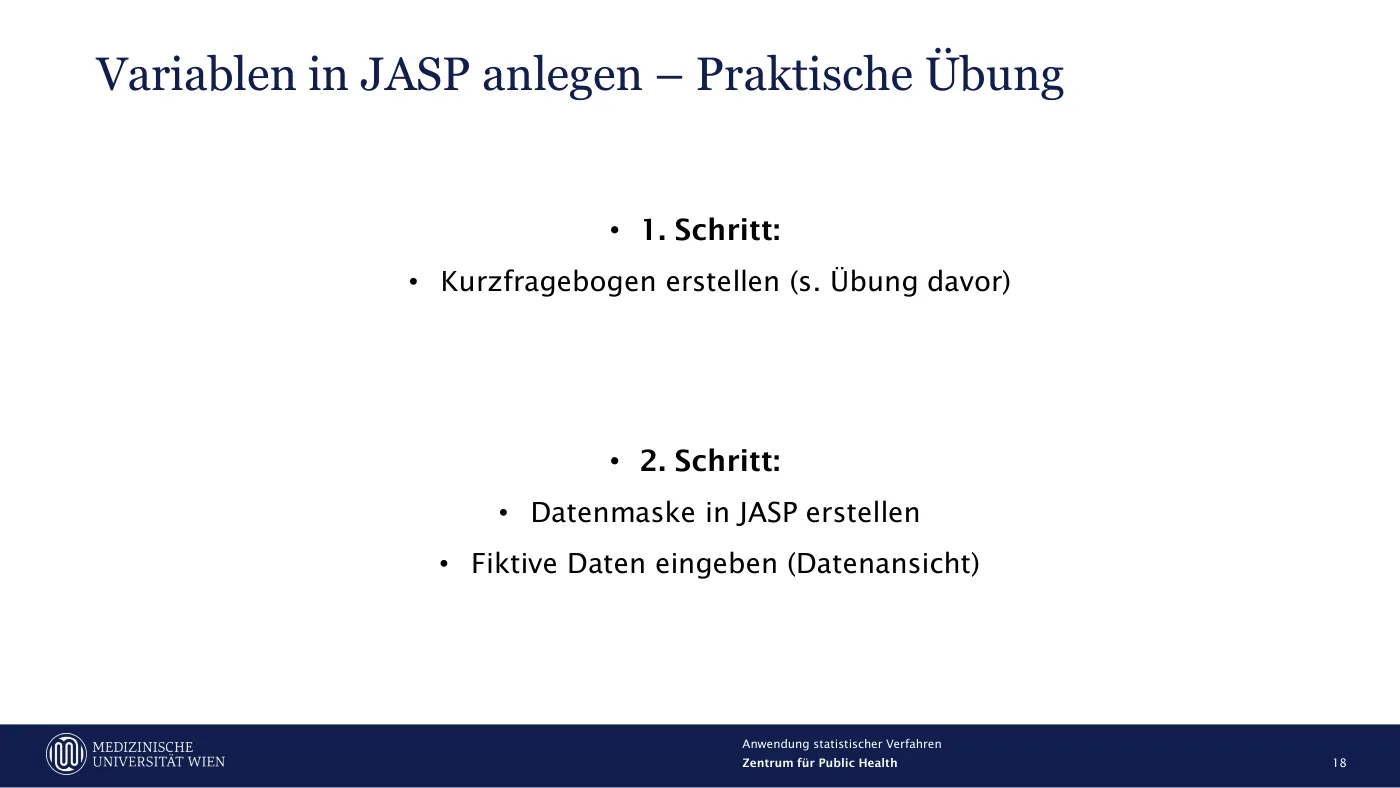 Variablen in JASP anlegen – Praktische Übung
• 1. Schritt:
• Kurzfragebogen erstellen (s. Übung davor)
• 2. Schritt:
• Datenmaske in JASP erstellen
• Fiktive Daten eingeben (Datenansicht)
MEDIZINISCHE
UNIVERSITÄT WIEN
Anwendung statistischer Verfahren
Zentrum für Public Health
18